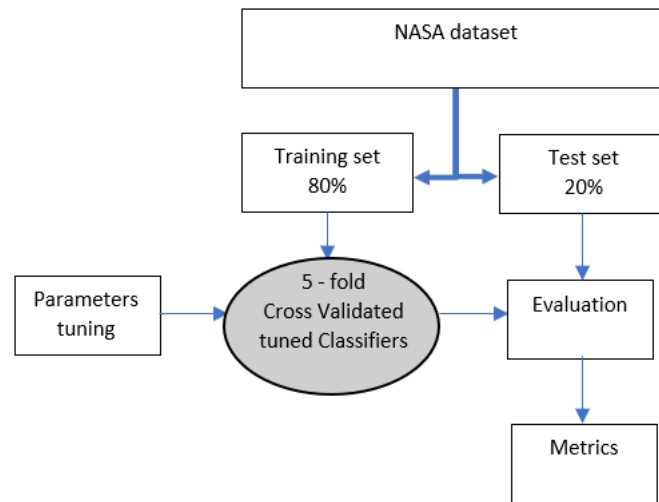 NASA dataset
Training set
80%
Test set
20%
5 - fold
Cross Validated
tuned Classifiers
Parameters
tuning
Evaluation
Metrics